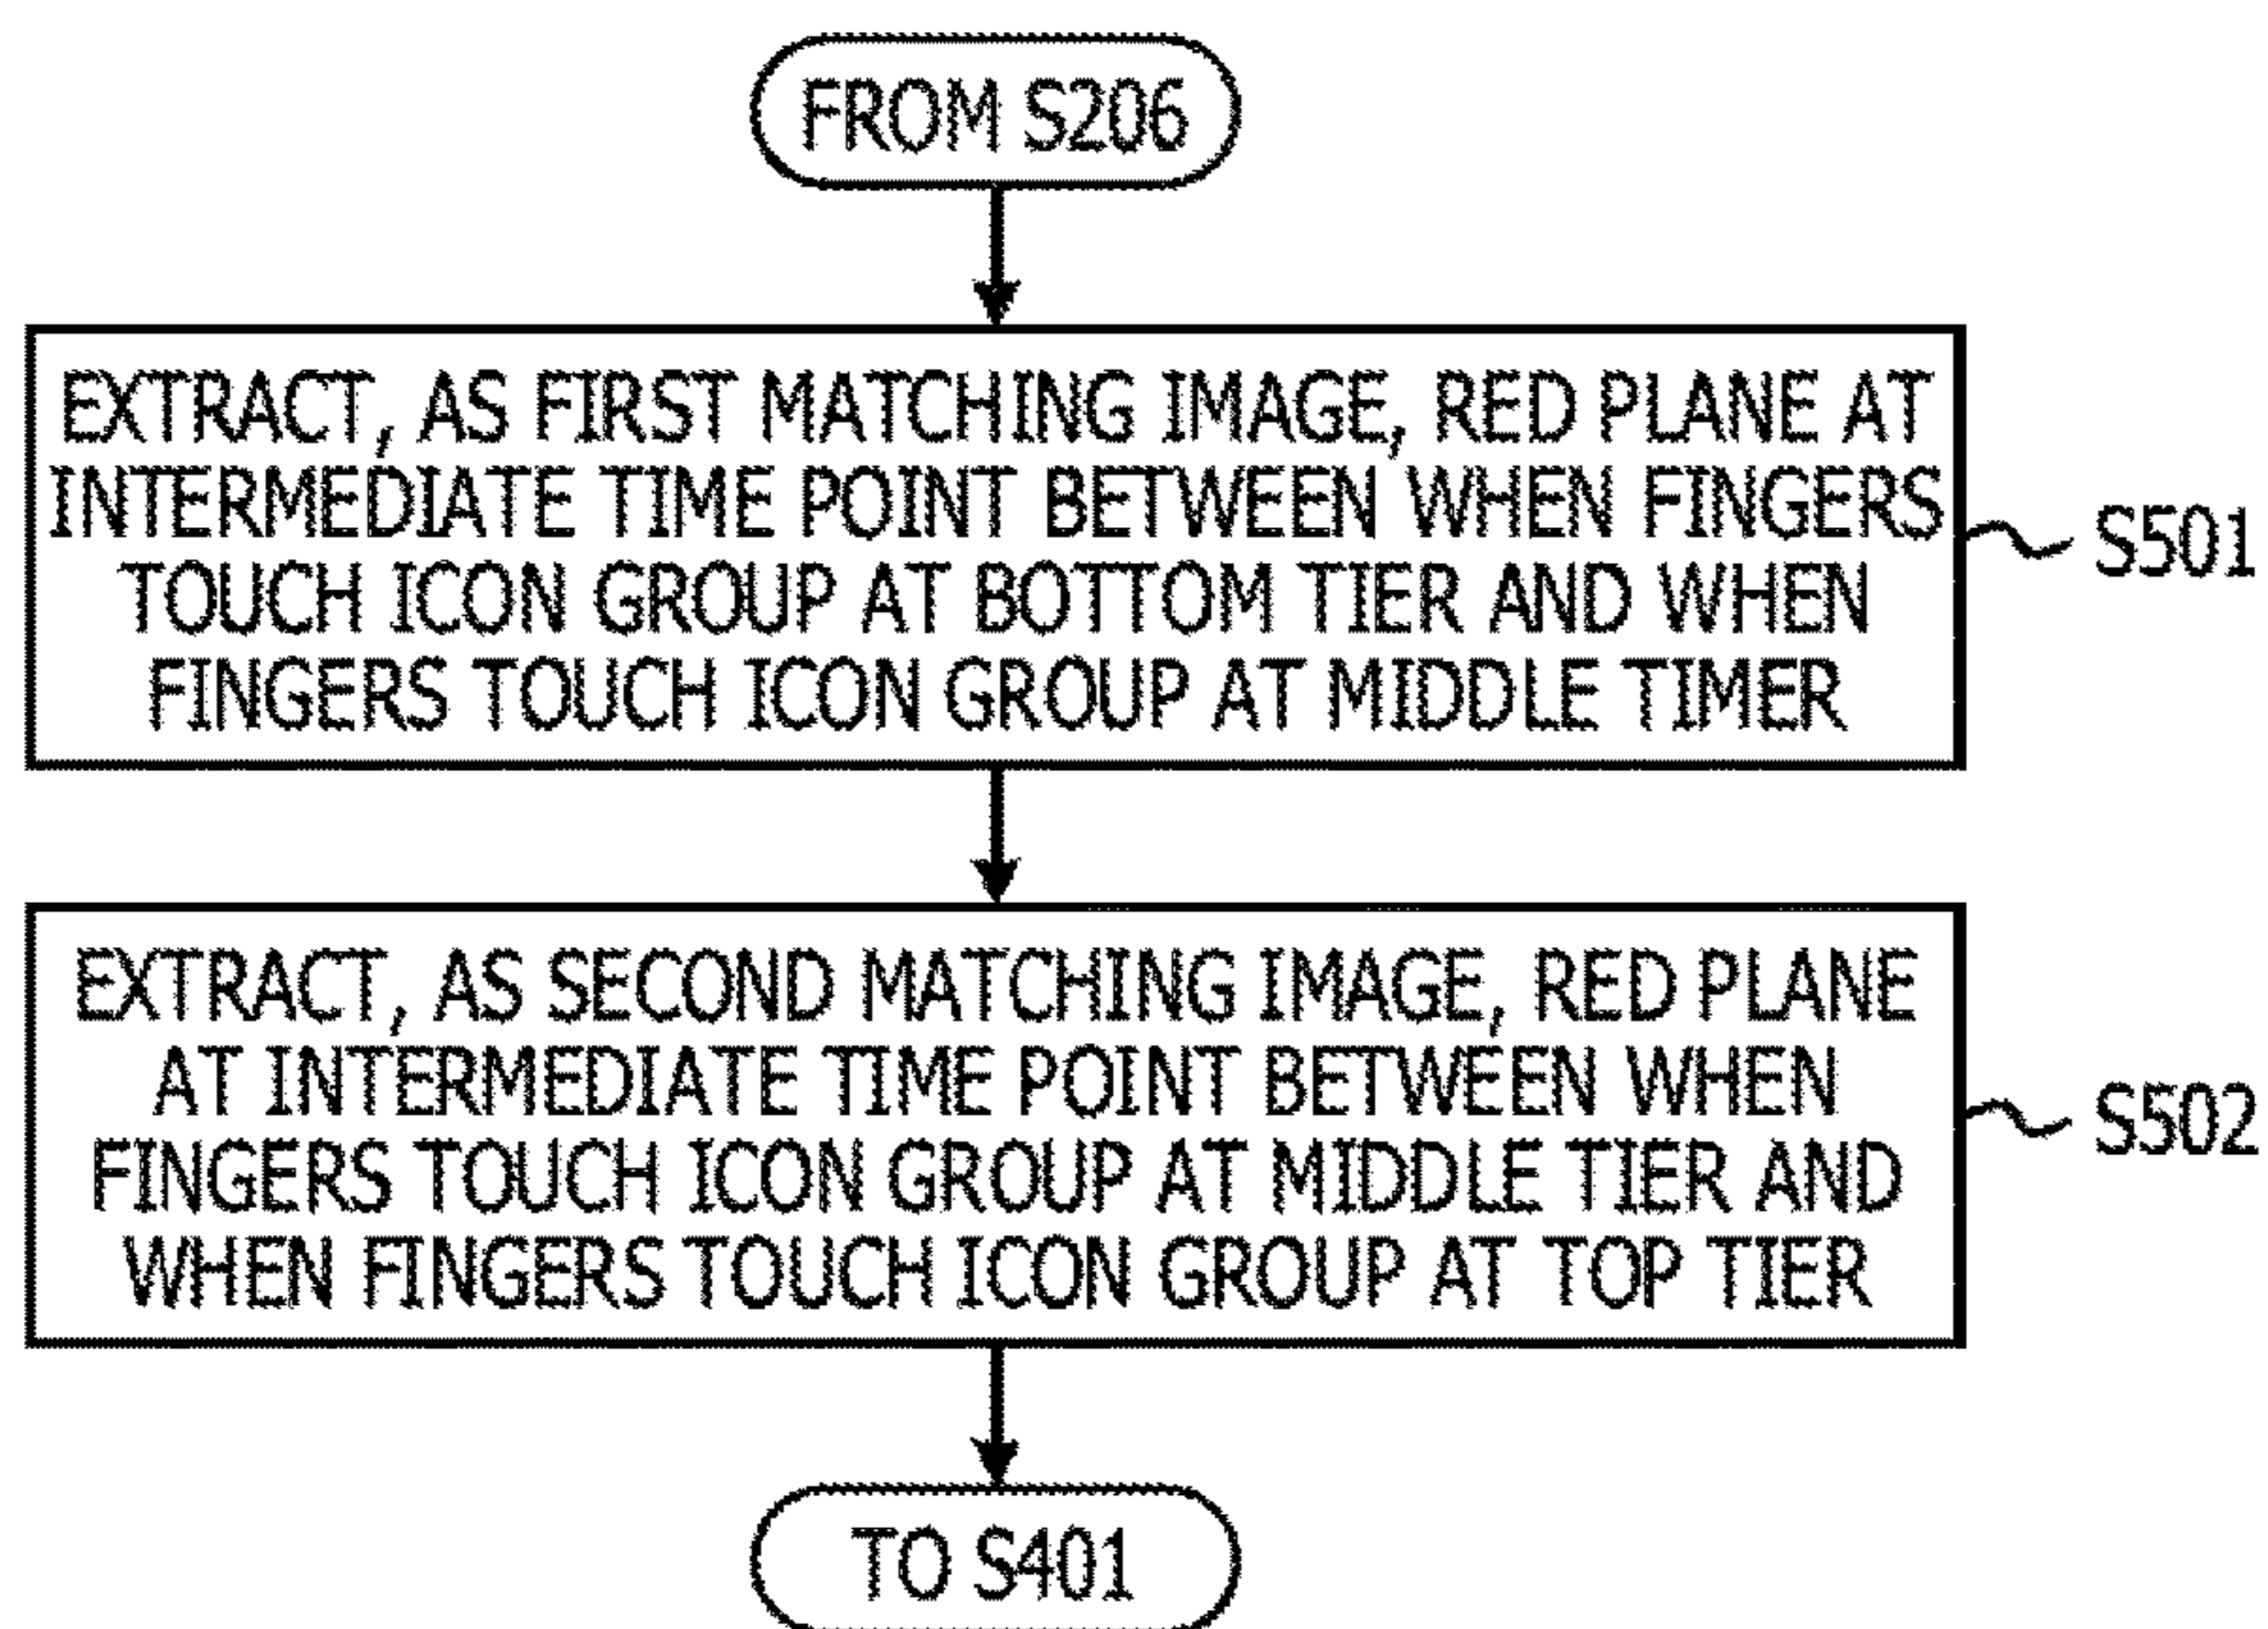 FROM S206
EXTRACT, AS FIRST MATCHING IMAGE, RED PLANE AT
INTERMEDIATE TIME POINT BETWEEN WHEN FINGERS
TOUCH ICON GROUP AT BOTTOM TIER AND WHEN
FINGERS TOUCH ICON GROUP AT MIDDLE TIMER
S501
EXTRACT, AS SECOND MATCHING IMAGE, RED PLANE
AT INTERMEDIATE TIME POINT BETWEEN WHEN
FINGERS TOUCH ICON GROUP AT MIDDLE TIER AND
WHEN FINGERS TOUCH ICON GROUP AT TOP TIER
S502
TO S401